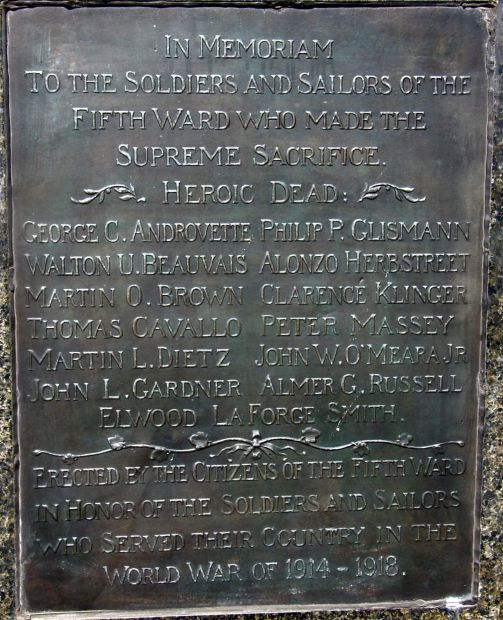 In Memoriam
To the Soldiers and Sailors of the
Fifth Ward who made the
Supreme Sacrifice.
Heroic Dead:
George C. Androvette Philip P. Glismann
Walton U. Beauvais Alonzo Herbstreet
Martin O. Brown Clarencé Klinger
Thomas Cavallo Peter Massey
Martin L. Dietz John W. O'Meara Jr
John L. Gardner Almer G. Russell
Elwood LaForge Smith.
Erected by the Citizens of the Fifth Ward
in Honor of the Soldiers and Sailors
who Served their Country in the
World War of 1914 - 1918.